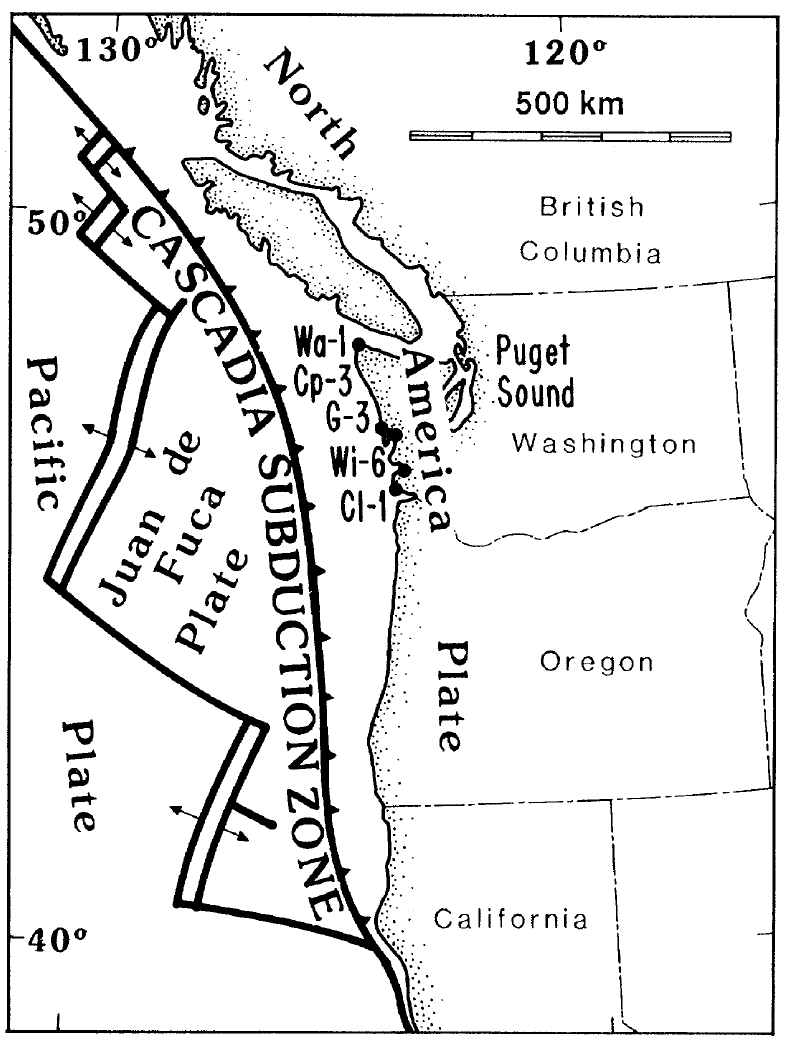 130°
120°
North
500 km
50°
British
Columbia
CASCADIA SUBDUCTION ZONE
Wa-1
Cp-3
G-3
Wi-6
Cl-1
America
Puget
Sound
Washington
Pacific
Juan de
Fuca
Plate
Oregon
Plate
Plate
California
40°